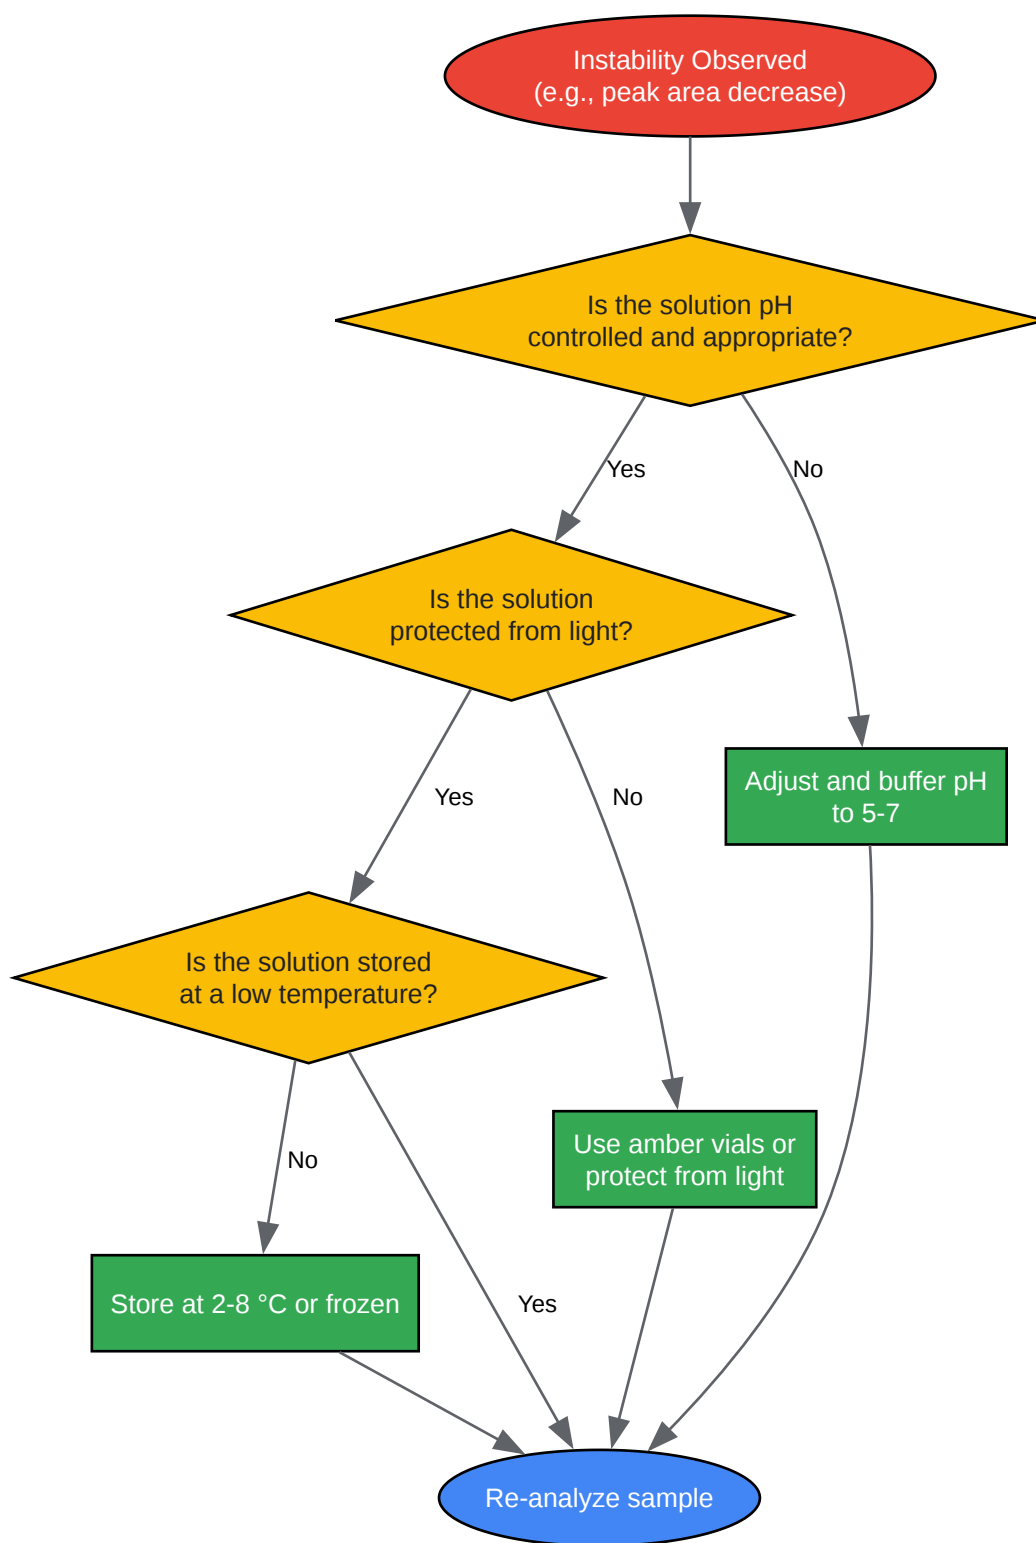 Instability Observed
(e.g., peak area decrease)
Is the solution pH
controlled and appropriate?
Yes
No
Is the solution
protected from light?
Adjust and buffer pH
to 5-7
Yes
No
Is the solution stored
at a low temperature?
Use amber vials or
protect from light
No
Store at 2-8 °C or frozen
Yes
Re-analyze sample